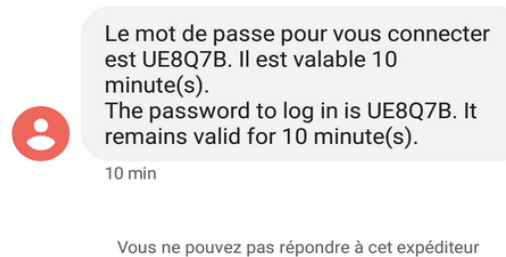 Le mot de passe pour vous connecter
est UE8Q7B. Il est valable 10
minute(s).
The password to log in is UE8Q7B. It
remains valid for 10 minute(s).
10 min
Vous ne pouvez pas répondre à cet expéditeur